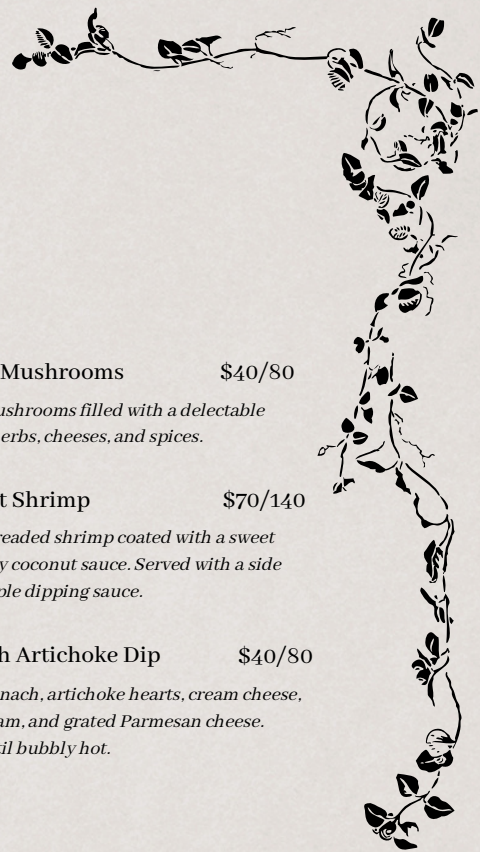 Mushrooms $40/80
ushrooms filled with a delectable
erbs, cheeses, and spices.
t Shrimp $70/140
readed shrimp coated with a sweet
y coconut sauce. Served with a side
ple dipping sauce.
h Artichoke Dip $40/80
nach, artichoke hearts, cream cheese,
am, and grated Parmesan cheese.
til bubbly hot.